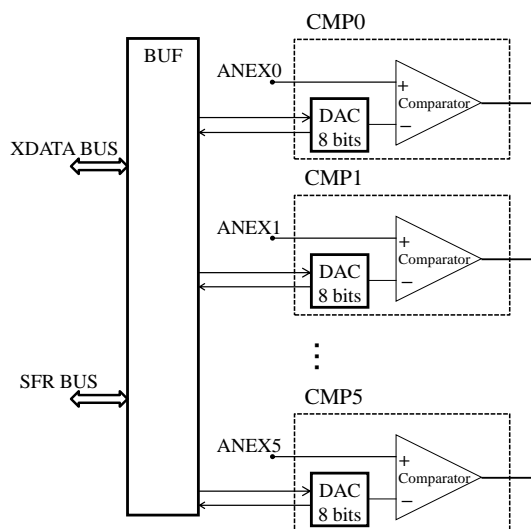 CMP0
BUF
ANEX0
+
Comparator
−
DAC
8 bits
XDATA BUS
CMP1
ANEX1
+
Comparator
−
DAC
8 bits
SFR BUS
CMP5
ANEX5
+
Comparator
−
DAC
8 bits